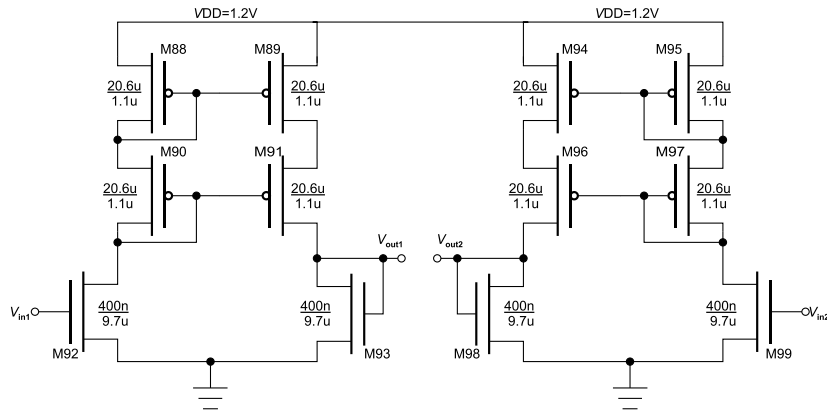 VDD=1.2V
VDD=1.2V
M88
M89
M94
M95
20.6u
1.1u
20.6u
1.1u
20.6u
1.1u
20.6u
1.1u
M90
M91
M96
M97
20.6u
1.1u
20.6u
1.1u
20.6u
1.1u
20.6u
1.1u
Vout1
Vout2
Vin1
400n
9.7u
400n
9.7u
400n
9.7u
400n
9.7u
Vin2
M92
M93
M98
M99